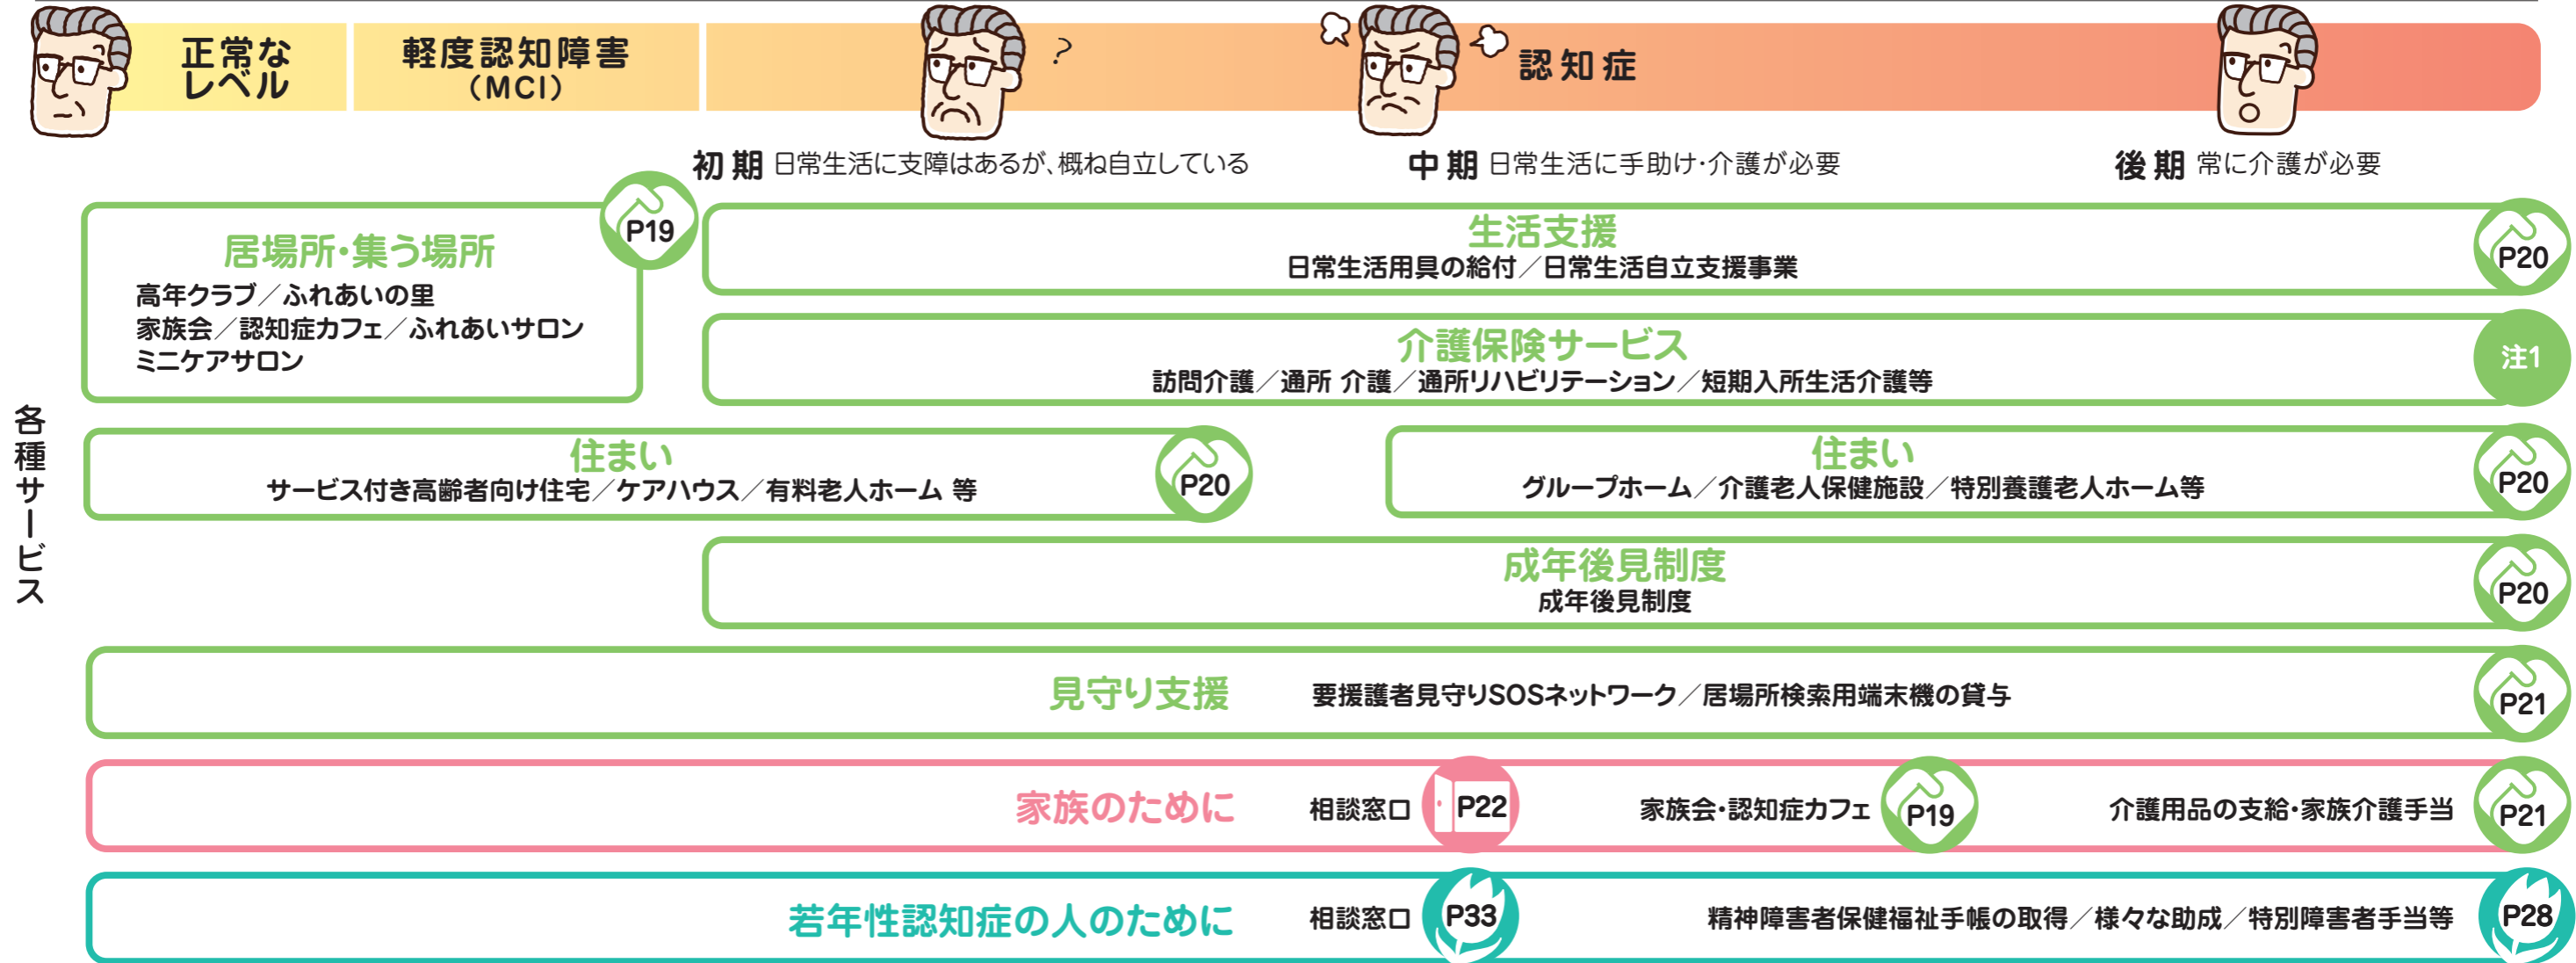 正常な
レベル
軽度認知障害
（MCI）
?
認知症
初期 日常生活に支障はあるが、概ね自立している
中期 日常生活に手助け・介護が必要
後期 常に介護が必要
各種サービス
居場所・集う場所
P19
高年クラブ／ふれあいの里
家族会／認知症カフェ／ふれあいサロン
ミニケアサロン
生活支援
日常生活用具の給付／日常生活自立支援事業
P20
介護保険サービス
訪問介護／通所 介護／通所リハビリテーション／短期入所生活介護等
注1
住まい
サービス付き高齢者向け住宅／ケアハウス／有料老人ホーム 等
P20
住まい
グループホーム／介護老人保健施設／特別養護老人ホーム等
P20
成年後見制度
成年後見制度
P20
見守り支援 要援護者見守りSOSネットワーク／居場所検索用端末機の貸与 P21
家族のために 相談窓口 P22 家族会・認知症カフェ P19 介護用品の支給・家族介護手当 P21
若年性認知症の人のために 相談窓口 P33 精神障害者保健福祉手帳の取得／様々な助成／特別障害者手当等 P28